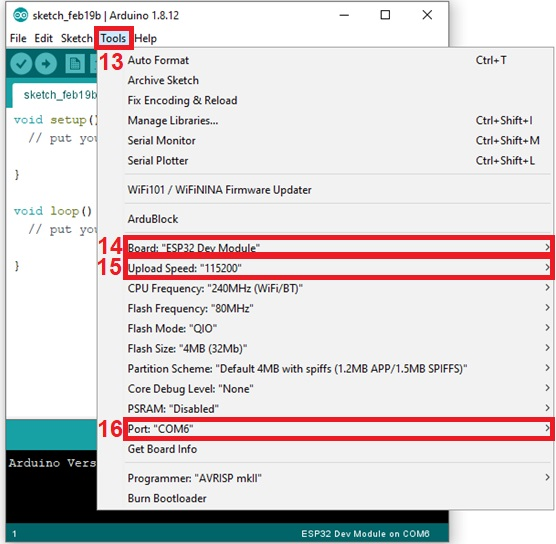 sketch_feb19b | Arduino 1.8.12
File Edit Sketch Tools Help
13 Auto Format Ctrl+T
Archive Sketch
sketch_feb19b Fix Encoding & Reload
void setup() Manage Libraries... Ctrl+Shift+I
// put you Serial Monitor Ctrl+Shift+M
Serial Plotter Ctrl+Shift+L
}
WiFi101 / WiFiNINA Firmware Updater
void loop() ArduBlock
// put you
14 Board: "ESP32 Dev Module"
} 15 Upload Speed: "115200"
CPU Frequency: "240MHz (WiFi/BT)"
Flash Frequency: "80MHz"
Flash Mode: "QIO"
Flash Size: "4MB (32Mb)"
Partition Scheme: "Default 4MB with spiffs (1.2MB APP/1.5MB SPIFFS)"
Core Debug Level: "None"
PSRAM: "Disabled"
16 Port: "COM6"
Get Board Info
Arduino Vers
Programmer: "AVRISP mkII"
Burn Bootloader
1 ESP32 Dev Module on COM6